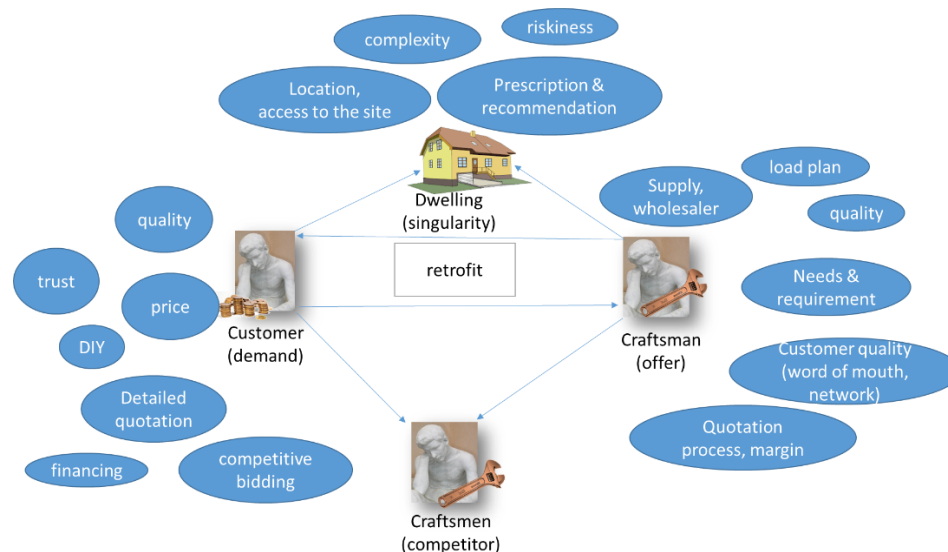 riskiness
complexity
Location,
access to the site
Prescription &
recommendation
load plan
Supply,
wholesaler
quality
Dwelling
(singularity)
quality
trust
retrofit
Needs &
requirement
price
Customer
(demand)
Craftsman
(offer)
DIY
Customer quality
(word of mouth,
network)
Detailed
quotation
Quotation
process, margin
financing
competitive
bidding
Craftsmen
(competitor)